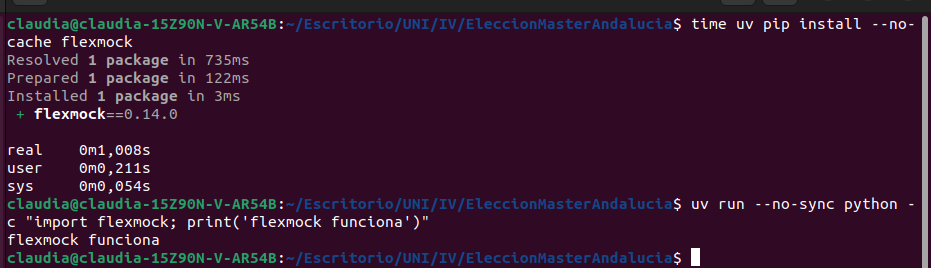 claudia@claudia-15Z90N-V-AR54B:~/Escritorio/UNI/IV/EleccionMasterAndalucia$ time uv pip install --no-
cache flexmock
Resolved 1 package in 735ms
Prepared 1 package in 122ms
Installed 1 package in 3ms
 + flexmock==0.14.0

real    0m1,008s
user    0m0,211s
sys     0m0,054s
claudia@claudia-15Z90N-V-AR54B:~/Escritorio/UNI/IV/EleccionMasterAndalucia$ uv run --no-sync python -
c "import flexmock; print('flexmock funciona')"
flexmock funciona
claudia@claudia-15Z90N-V-AR54B:~/Escritorio/UNI/IV/EleccionMasterAndalucia$